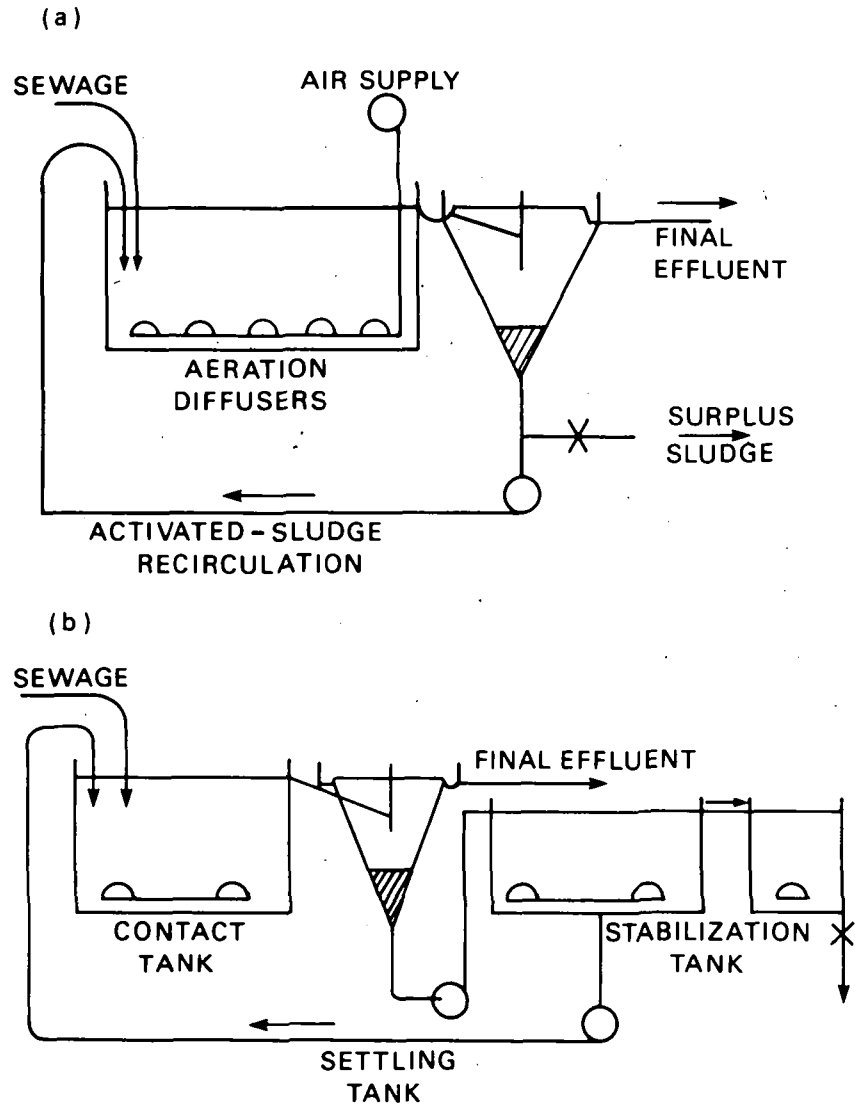 (a)
SEWAGE
AIR SUPPLY
FINAL
EFFLUENT
AERATION
DIFFUSERS
SURPLUS
SLUDGE
ACTIVATED-SLUDGE
RECIRCULATION
(b)
SEWAGE
FINAL EFFLUENT
CONTACT
TANK
STABILIZATION
TANK
SETTLING
TANK